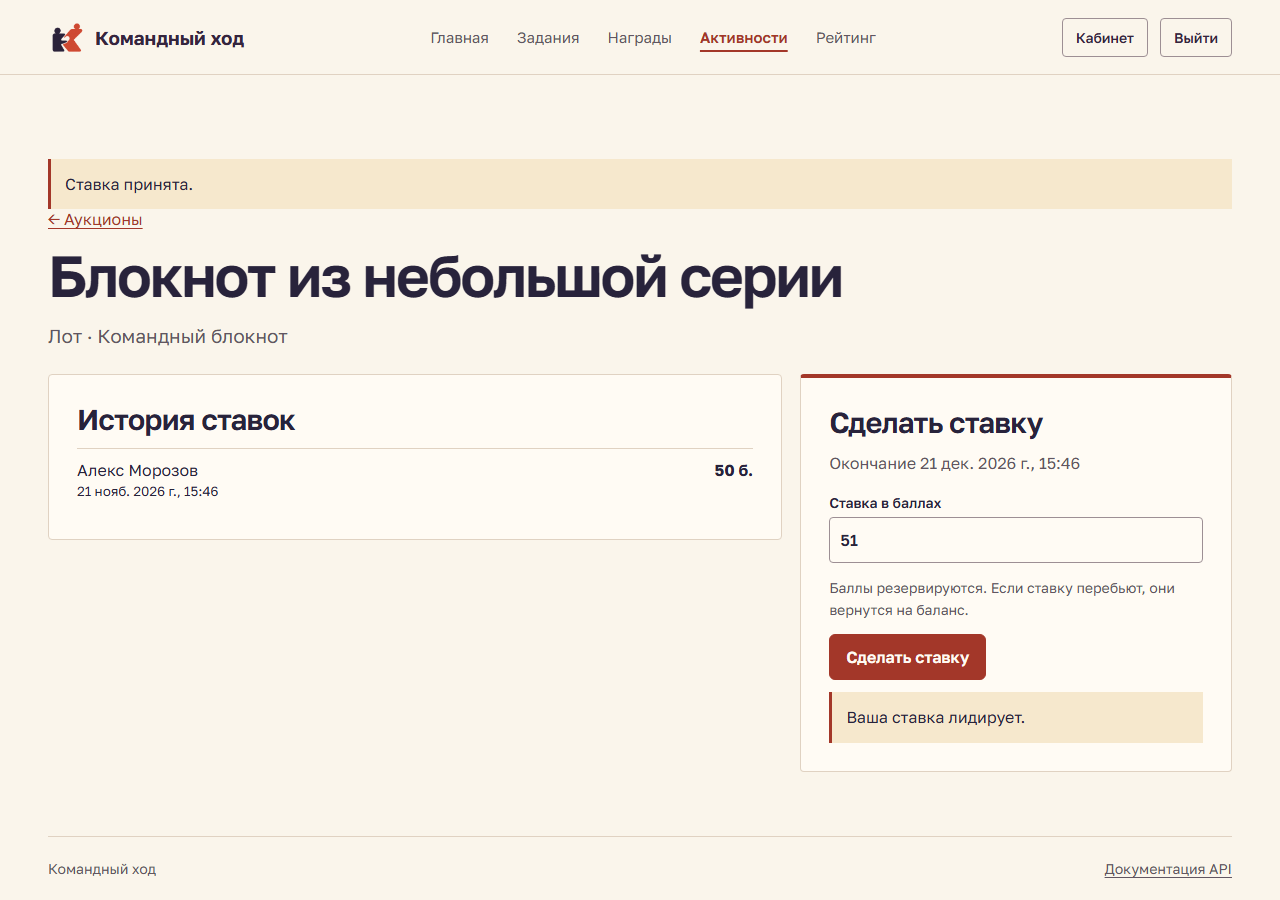 Командный ход
Главная
Задания
Награды
Активности
Рейтинг
Кабинет
Выйти
Ставка принята.
← Аукционы
Блокнот из небольшой серии
Лот · Командный блокнот
История ставок
Алекс Морозов
50 б.
21 нояб. 2026 г., 15:46
Сделать ставку
Окончание 21 дек. 2026 г., 15:46
Ставка в баллах
51
Баллы резервируются. Если ставку перебьют, они
вернутся на баланс.
Сделать ставку
Ваша ставка лидирует.
Командный ход
Документация API